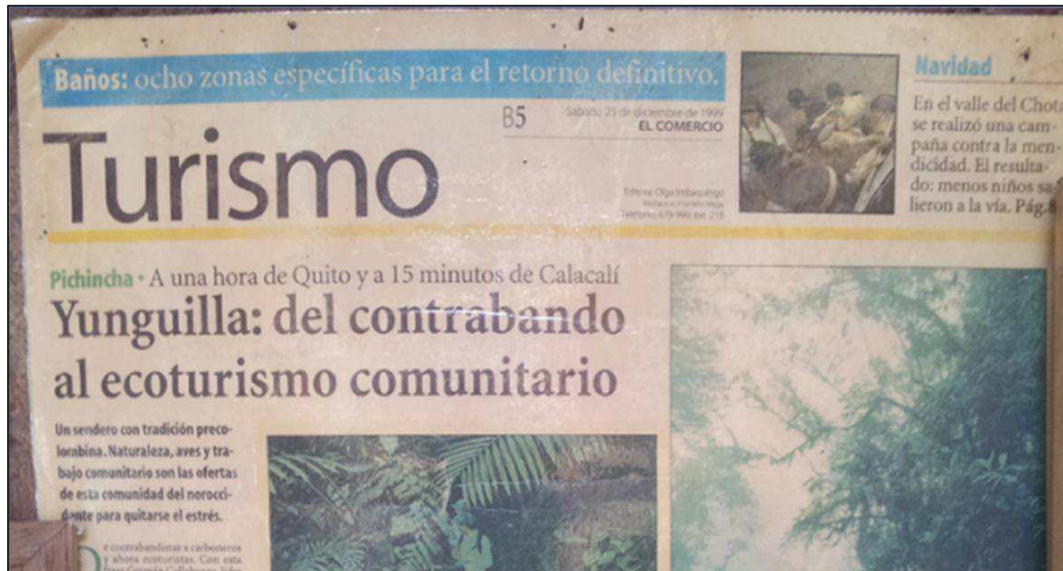 Baños: ocho zonas específicas para el retorno definitivo.
B5
Sábado 25 de diciembre de 1999
EL COMERCIO
Turismo
Navidad
En el valle del Chota
se realizó una cam-
paña contra la men-
dicidad. El resulta-
do: menos niños sa
lieron a la vía. Pág.
Pichincha • A una hora de Quito y a 15 minutos de Calacalí
Yunguilla: del contrabando
al ecoturismo comunitario
Un sendero con tradición preco-
lombina. Naturaleza, aves y tra-
bajo comunitario son las ofertas
de esta comunidad del norocci-
dante para quitarse el estrés.
e contrabandistas a carboneros
y ahora ecoturistas. Con esta